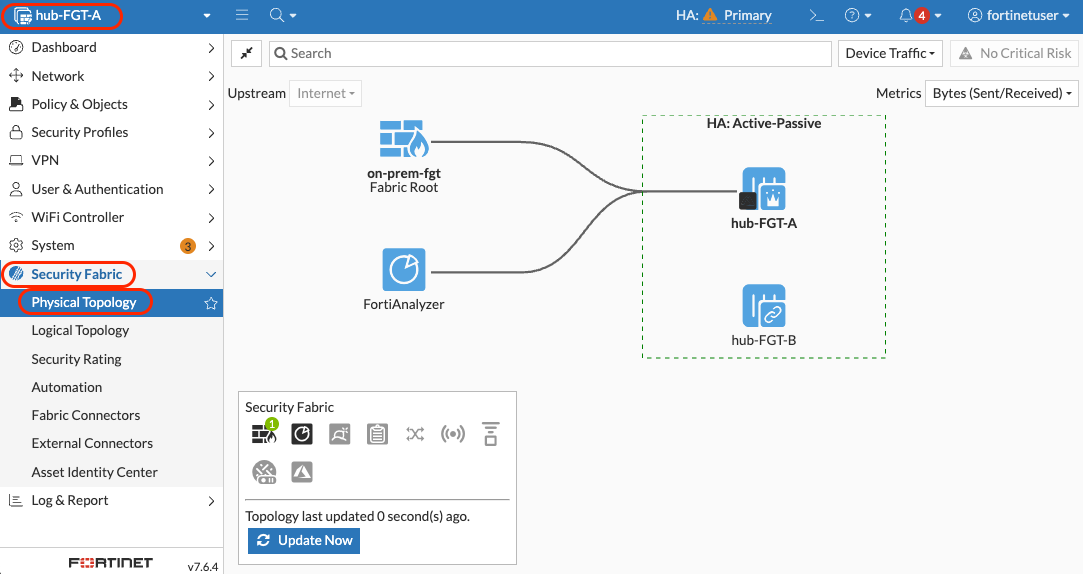 hub-FGT-A
HA: Primary
>_
?
4
fortinetuser
Dashboard
Network
Policy & Objects
Security Profiles
VPN
User & Authentication
WiFi Controller
System
3
Security Fabric
Physical Topology
Logical Topology
Security Rating
Automation
Fabric Connectors
External Connectors
Asset Identity Center
Log & Report
FORTINET
v7.6.4
Search
Device Traffic
No Critical Risk
Upstream
Internet
Metrics
Bytes (Sent/Received)
on-prem-fgt
Fabric Root
FortiAnalyzer
HA: Active-Passive
hub-FGT-A
hub-FGT-B
Security Fabric
1
Topology last updated 0 second(s) ago.
Update Now